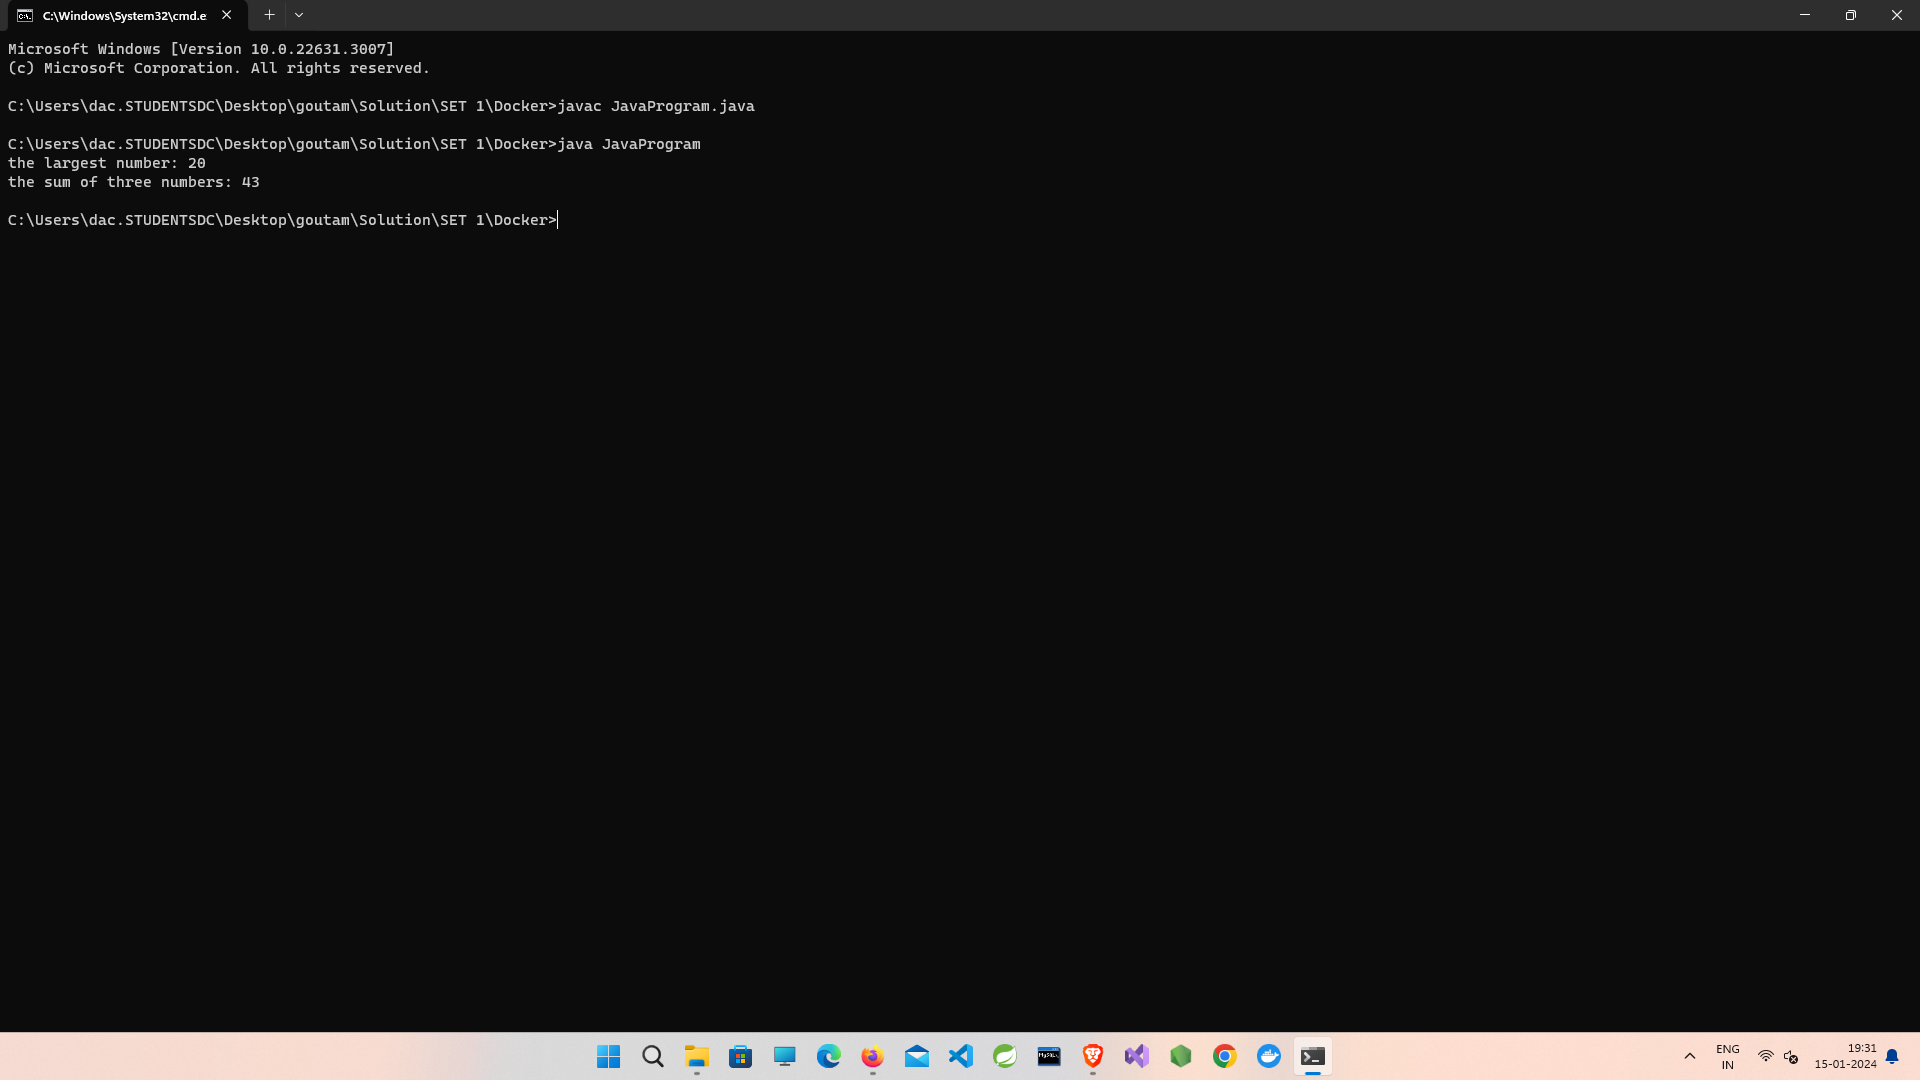 C:\Windows\System32\cmd.e
Microsoft Windows [Version 10.0.22631.3007]
(c) Microsoft Corporation. All rights reserved.
C:\Users\dac.STUDENTSDC\Desktop\goutam\Solution\SET 1\Docker>javac JavaProgram.java
C:\Users\dac.STUDENTSDC\Desktop\goutam\Solution\SET 1\Docker>java JavaProgram
the largest number: 20
the sum of three numbers: 43
C:\Users\dac.STUDENTSDC\Desktop\goutam\Solution\SET 1\Docker>
MySQL
ENG
IN
19:31
15-01-2024